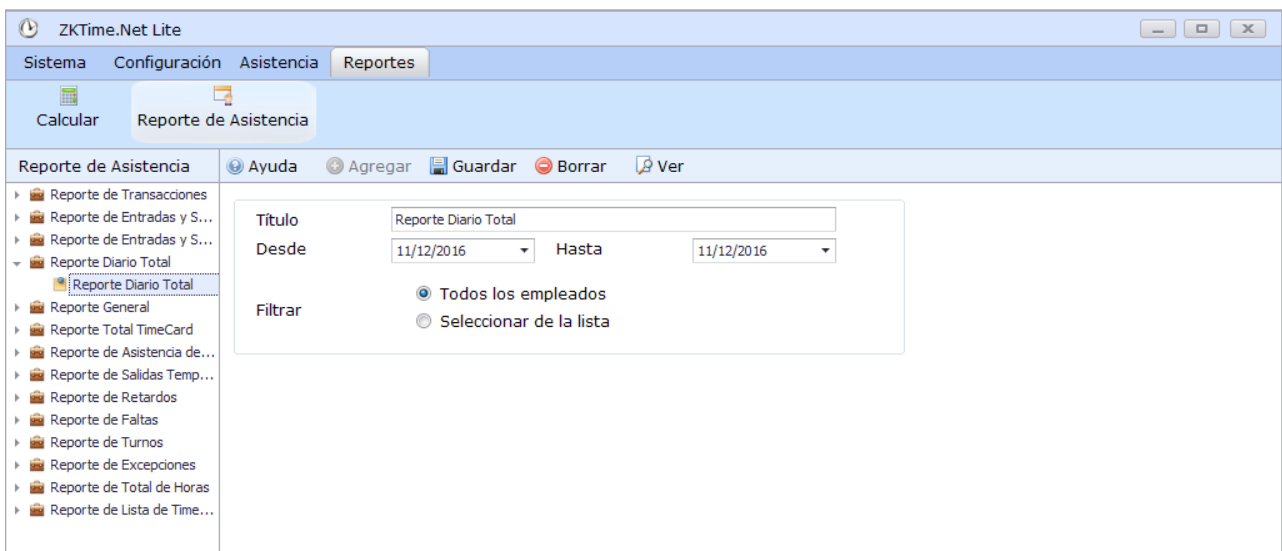 ZKTime.Net Lite
Sistema Configuración Asistencia Reportes
Calcular Reporte de Asistencia
Reporte de Asistencia Ayuda Agregar Guardar Borrar Ver
Reporte de Transacciones
Reporte de Entradas y S...
Reporte de Entradas y S...
Reporte Diario Total
Reporte Diario Total
Reporte General
Reporte Total TimeCard
Reporte de Asistencia de...
Reporte de Salidas Temp...
Reporte de Retardos
Reporte de Faltas
Reporte de Turnos
Reporte de Excepciones
Reporte de Total de Horas
Reporte de Lista de Time...
Título Reporte Diario Total
Desde 11/12/2016 Hasta 11/12/2016
Filtrar
Todos los empleados
Seleccionar de la lista